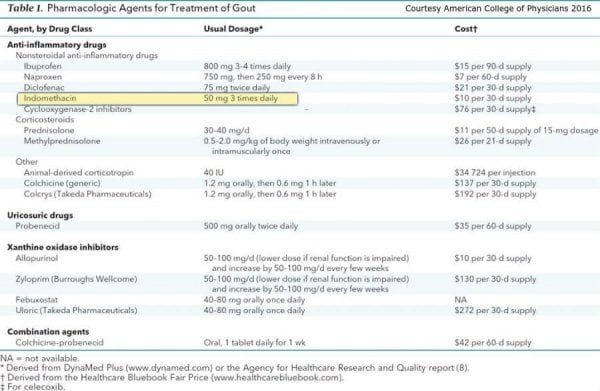 Table 1. Pharmacologic Agents for Treatment of Gout Courtesy American College of Physicians 2016
Agent, by Drug Class Usual Dosage* Cost†
Anti-inflammatory drugs
Nonsteroidal anti-inflammatory drugs
Ibuprofen 800 mg 3-4 times daily $15 per 90-d supply
Naproxen 750 mg, then 250 mg every 8 h $7 per 60-d supply
Diclofenac 75 mg twice daily $21 per 30-d supply
Indomethacin 50 mg 3 times daily $10 per 30-d supply
Cyclooxygenase-2 inhibitors - $76 per 30-d supply‡
Corticosteroids
Prednisolone 30-40 mg/d $11 per 50-d supply of 15-mg dosage
Methylprednisolone 0.5-2.0 mg/kg of body weight intravenously or $26 per 21-d supply
intramuscularly once
Other
Animal-derived corticotropin 40 IU $34 724 per injection
Colchicine (generic) 1.2 mg orally, then 0.6 mg 1 h later $137 per 30-d supply
Colcrys (Takeda Pharmaceuticals) 1.2 mg orally, then 0.6 mg 1 h later $192 per 30-d supply
Uricosuric drugs
Probenecid 500 mg orally twice daily $35 per 60-d supply
Xanthine oxidase inhibitors
Allopurinol 50-100 mg/d (lower dose if renal function is impaired) $10 per 30-d supply
and increase by 50-100 mg/d every few weeks
Zyloprim (Burroughs Wellcome) 50-100 mg/d (lower dose if renal function is impaired) $130 per 30-d supply
and increase by 50-100 mg/d every few weeks
Febuxostat 40-80 mg orally once daily NA
Uloric (Takeda Pharmaceuticals) 40-80 mg orally once daily $272 per 30-d supply
Combination agents
Colchicine-probenecid Oral, 1 tablet daily for 1 wk $42 per 60-d supply
NA = not available.
* Derived from DynaMed Plus (www.dynamed.com) or the Agency for Healthcare Research and Quality report (8).
† Derived from the Healthcare Bluebook Fair Price (www.healthcarebluebook.com).
‡ For celecoxib.